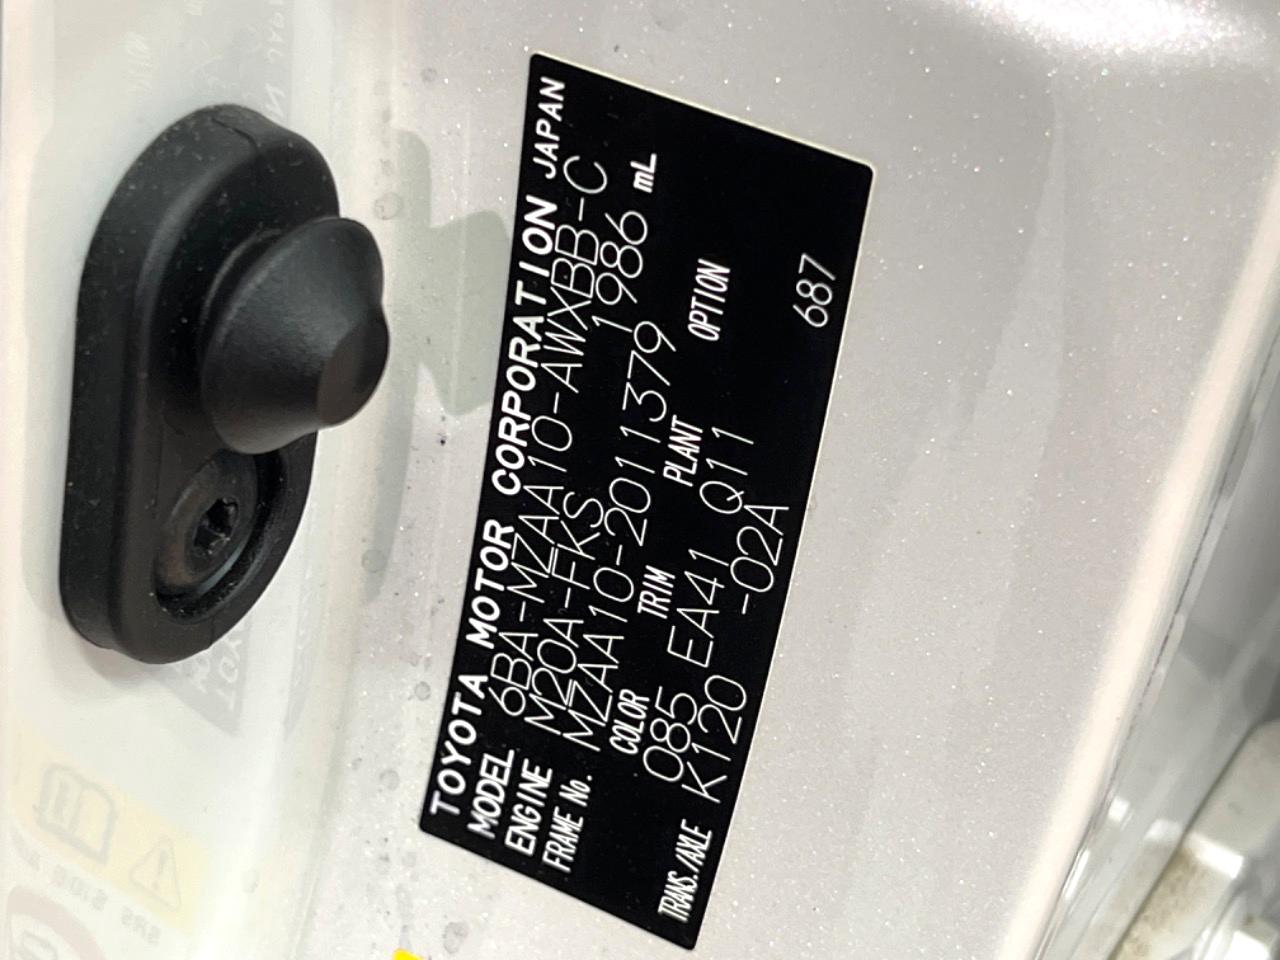 TOYOTA MOTOR CORPORATION JAPAN
MODEL 6BA-MZAA10-AWXBB-C
ENGINE M20A-FKS 1986 mL
FRAME No. MZAA10-2011379
COLOR TRIM PLANT OPTION
085 EA41 Q11
TRANS./AXLE K120 -02A 687